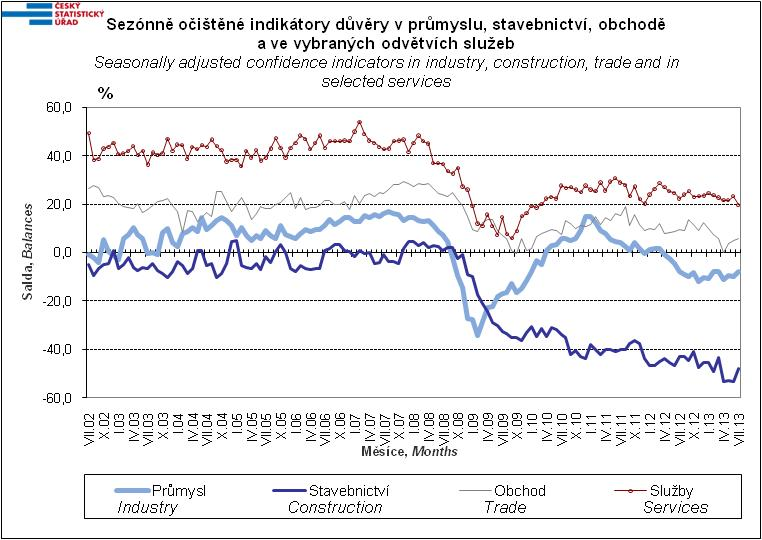 ČESKÝ
STATISTICKÝ
ÚŘAD
Sezónně očištěné indikátory důvěry v průmyslu, stavebnictví, obchodě
a ve vybraných odvětvích služeb
Seasonally adjusted confidence indicators in industry, construction, trade and in
selected services
%
60,0
40,0
20,0
0,0
-20,0
-40,0
-60,0
Salda, Balances
VII.02 X.02 I.03 IV.03 VII.03 X.03 I.04 IV.04 VII.04 X.04 I.05 IV.05 VII.05 X.05 I.06 IV.06 VII.06 X.06 I.07 IV.07 VII.07 X.07 I.08 IV.08 VII.08 X.08 I.09 IV.09 VII.09 X.09 I.10 IV.10 VII.10 X.10 I.11 IV.11 VII.11 X.11 I.12 IV.12 VII.12 X.12 I.13 IV.13 VII.13
Měsíce, Months
Průmysl Stavebnictví Obchod Služby
Industry Construction Trade Services